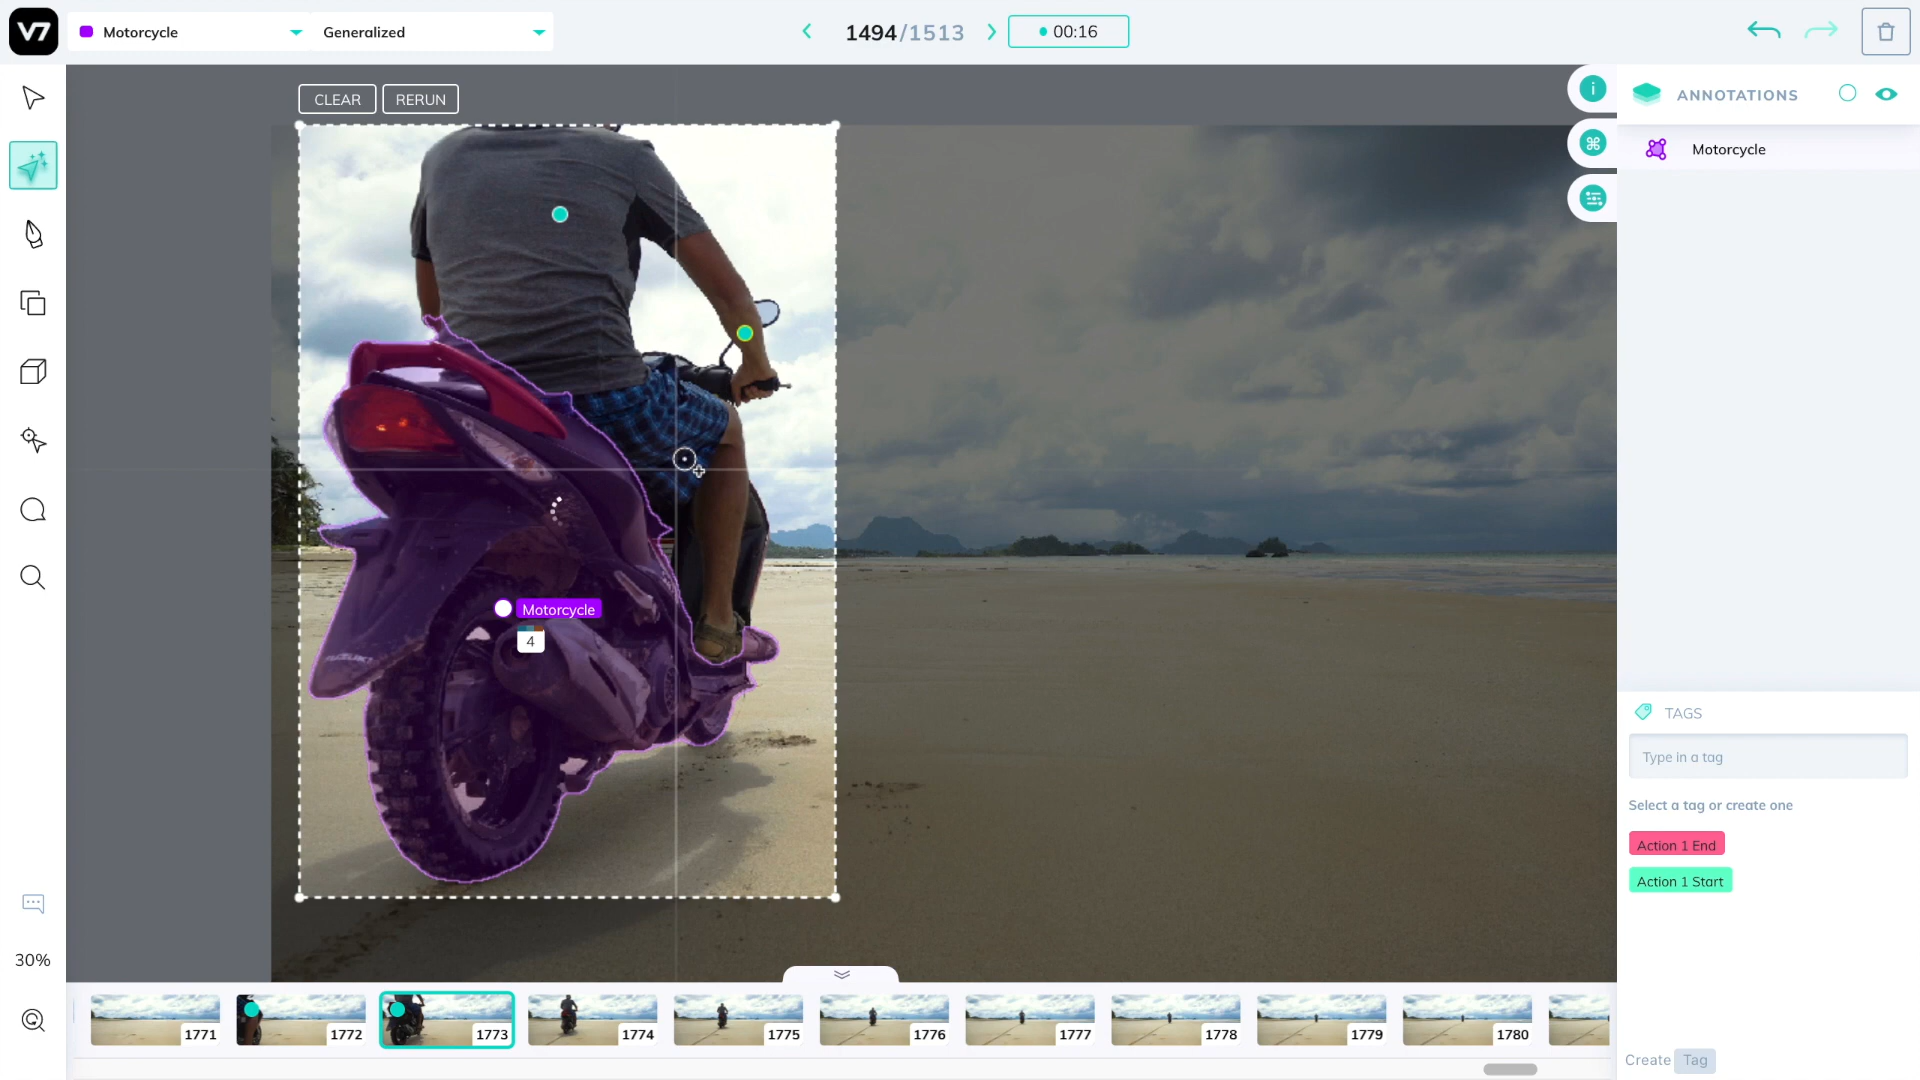 V7
Motorcycle
Generalized
1494/1513
00:16
CLEAR
RERUN
ANNOTATIONS
Motorcycle
Motorcycle
4
SUZUKI
TAGS
Type in a tag
Select a tag or create one
Action 1 End
Action 1 Start
30%
1771
1772
1773
1774
1775
1776
1777
1778
1779
1780
Create Tag